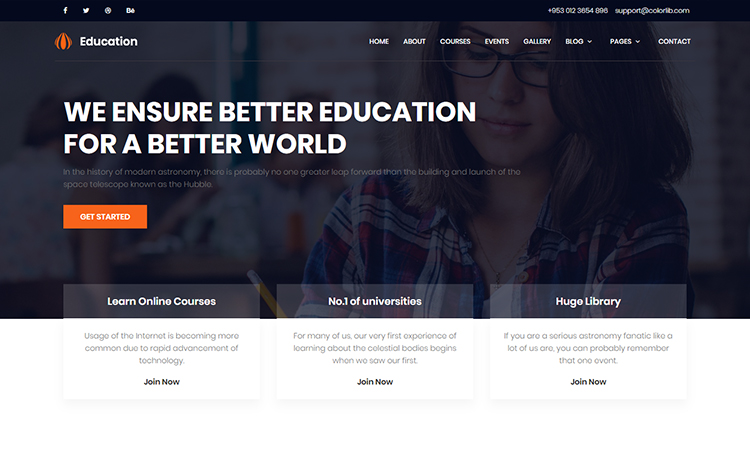 +953 012 3654 896 support@colorlib.com
Education
HOME ABOUT COURSES EVENTS GALLERY BLOG PAGES CONTACT
WE ENSURE BETTER EDUCATION
FOR A BETTER WORLD
In the history of modern astronomy, there is probably no one greater leap forward than the building and launch of the
space telescope known as the Hubble.
GET STARTED
Learn Online Courses
Usage of the Internet is becoming more
common due to rapid advancement of
technology.
Join Now
No.1 of universities
For many of us, our very first experience of
learning about the celestial bodies begins
when we saw our first.
Join Now
Huge Library
If you are a serious astronomy fanatic like a
lot of us are, you can probably remember
that one event.
Join Now